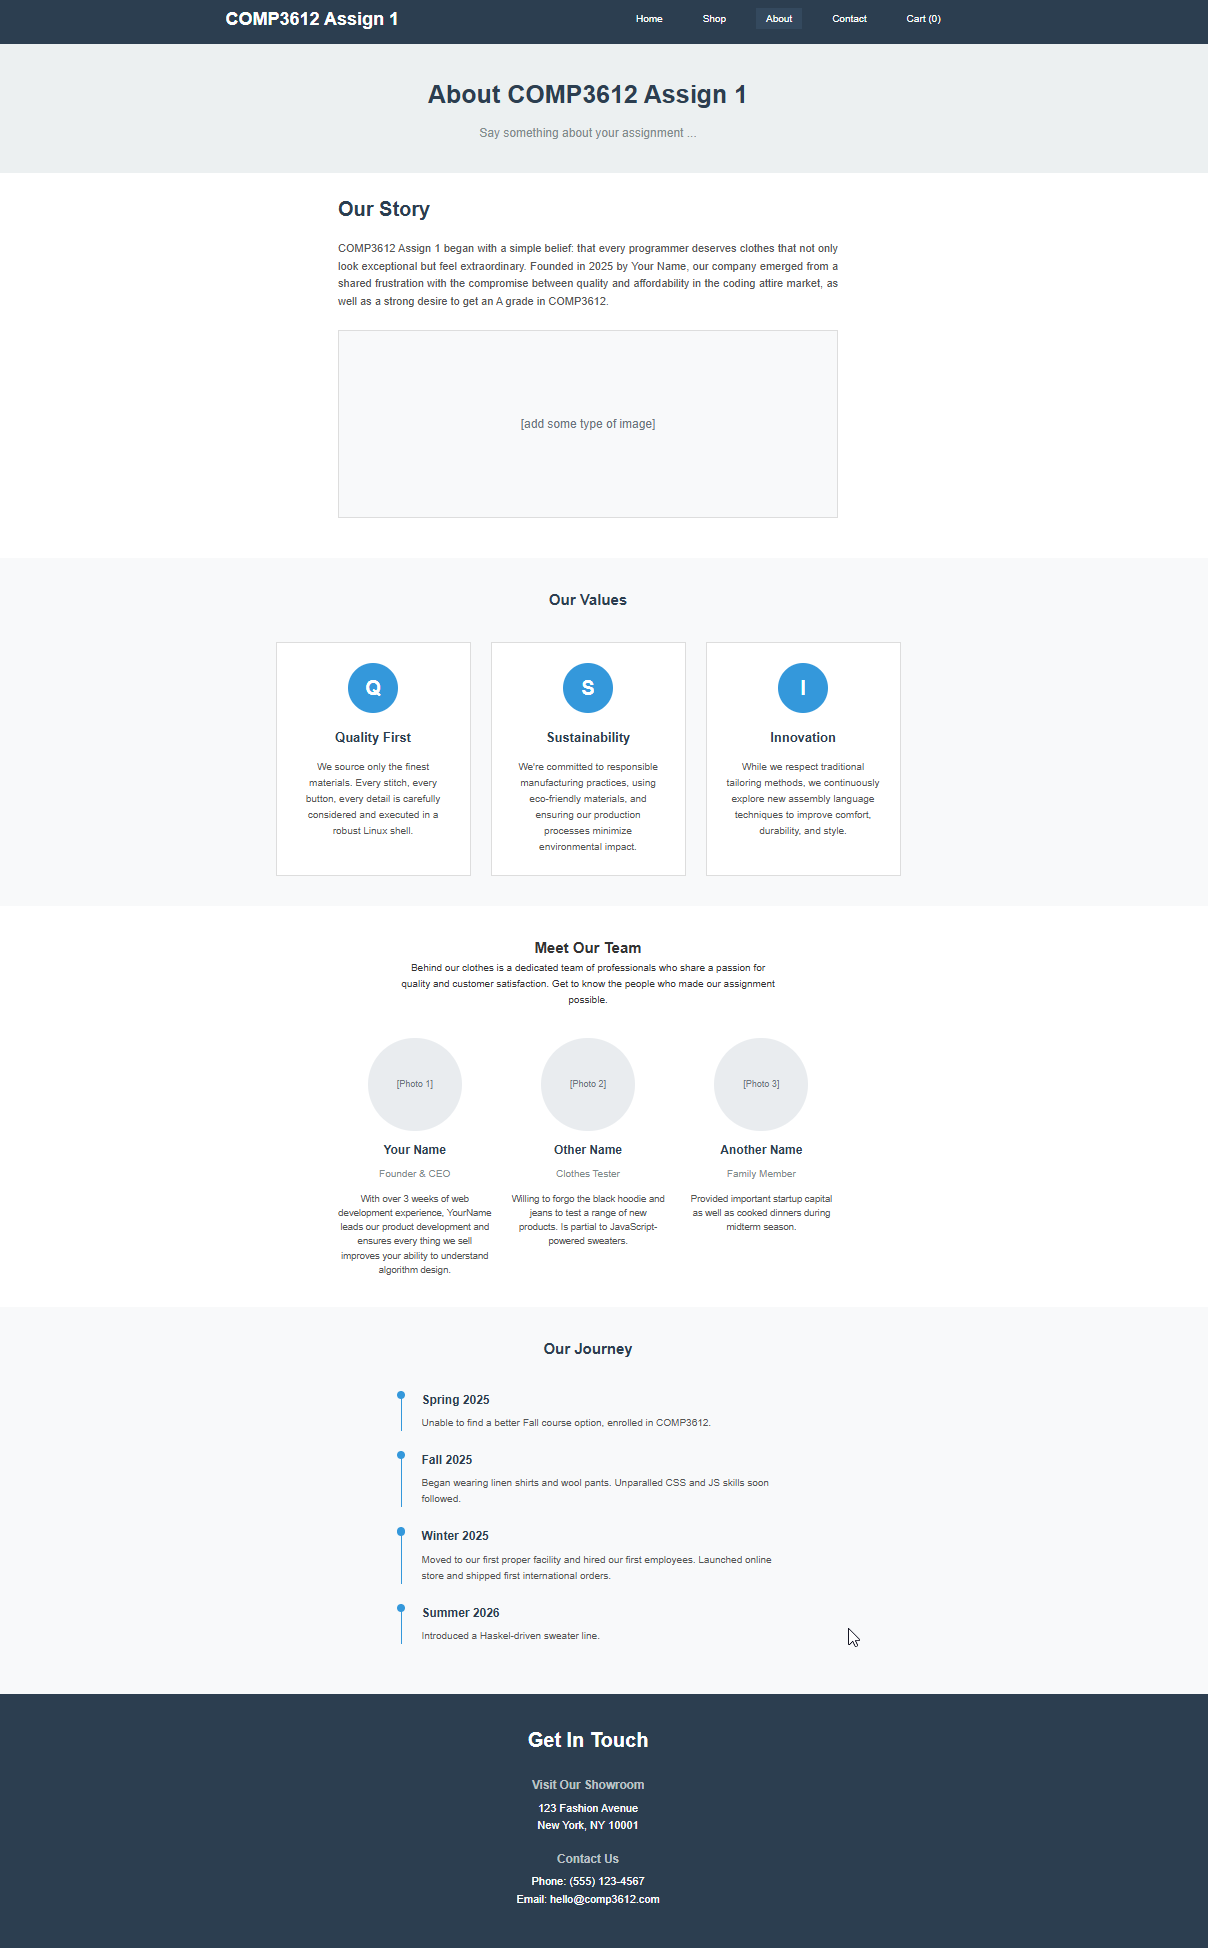 COMP3612 Assign 1
Home Shop About Contact Cart (0)
About COMP3612 Assign 1
Say something about your assignment ...
Our Story
COMP3612 Assign 1 began with a simple belief: that every programmer deserves clothes that not only
look exceptional but feel extraordinary. Founded in 2025 by Your Name, our company emerged from a
shared frustration with the compromise between quality and affordability in the coding attire market, as
well as a strong desire to get an A grade in COMP3612.
[add some type of image]
Our Values
Q
Quality First
We source only the finest
materials. Every stitch, every
button, every detail is carefully
considered and executed in a
robust Linux shell.
S
Sustainability
We're committed to responsible
manufacturing practices, using
eco-friendly materials, and
ensuring our production
processes minimize
environmental impact.
I
Innovation
While we respect traditional
tailoring methods, we continuously
explore new assembly language
techniques to improve comfort,
durability, and style.
Meet Our Team
Behind our clothes is a dedicated team of professionals who share a passion for
quality and customer satisfaction. Get to know the people who made our assignment
possible.
[Photo 1]
Your Name
Founder & CEO
With over 3 weeks of web
development experience, YourName
leads our product development and
ensures every thing we sell
improves your ability to understand
algorithm design.
[Photo 2]
Other Name
Clothes Tester
Willing to forgo the black hoodie and
jeans to test a range of new
products. Is partial to JavaScript-
powered sweaters.
[Photo 3]
Another Name
Family Member
Provided important startup capital
as well as cooked dinners during
midterm season.
Our Journey
Spring 2025
Unable to find a better Fall course option, enrolled in COMP3612.
Fall 2025
Began wearing linen shirts and wool pants. Unparalled CSS and JS skills soon
followed.
Winter 2025
Moved to our first proper facility and hired our first employees. Launched online
store and shipped first international orders.
Summer 2026
Introduced a Haskel-driven sweater line.
Get In Touch
Visit Our Showroom
123 Fashion Avenue
New York, NY 10001
Contact Us
Phone: (555) 123-4567
Email: hello@comp3612.com